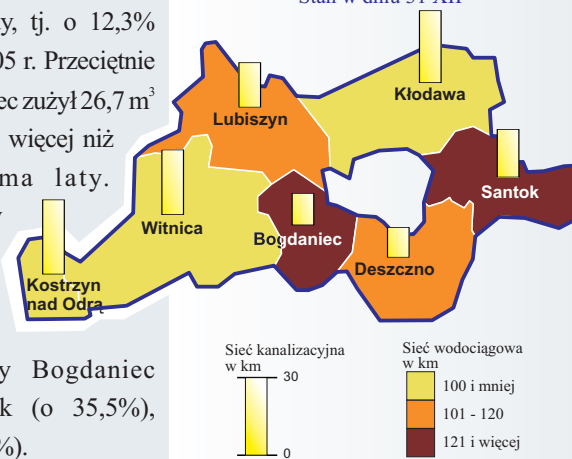 Stan w dniu 31 XII
y, tj. o 12,3%
05 r. Przeciętnie
ec zużył 26,7 m³
więcej niż
ma laty.
y Bogdaniec
k (o 35,5%),
%).
Kłodawa
Lubiszyn
Santok
Witnica
Bogdaniec
Deszczno
Kostrzyn
nad Odrą
Sieć kanalizacyjna
w km
30
0
Sieć wodociągowa
w km
100 i mniej
101 - 120
121 i więcej